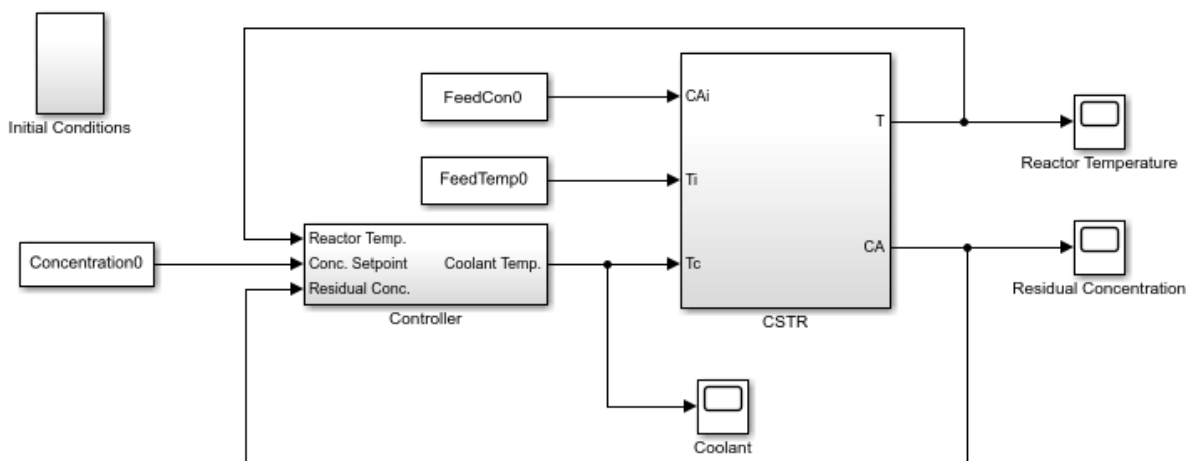 Initial Conditions
FeedCon0
CAi
T
Reactor Temperature
FeedTemp0
Ti
Reactor Temp.
Concentration0
Conc. Setpoint
Coolant Temp.
Tc
CA
Residual Conc.
Residual Concentration
Controller
CSTR
Coolant